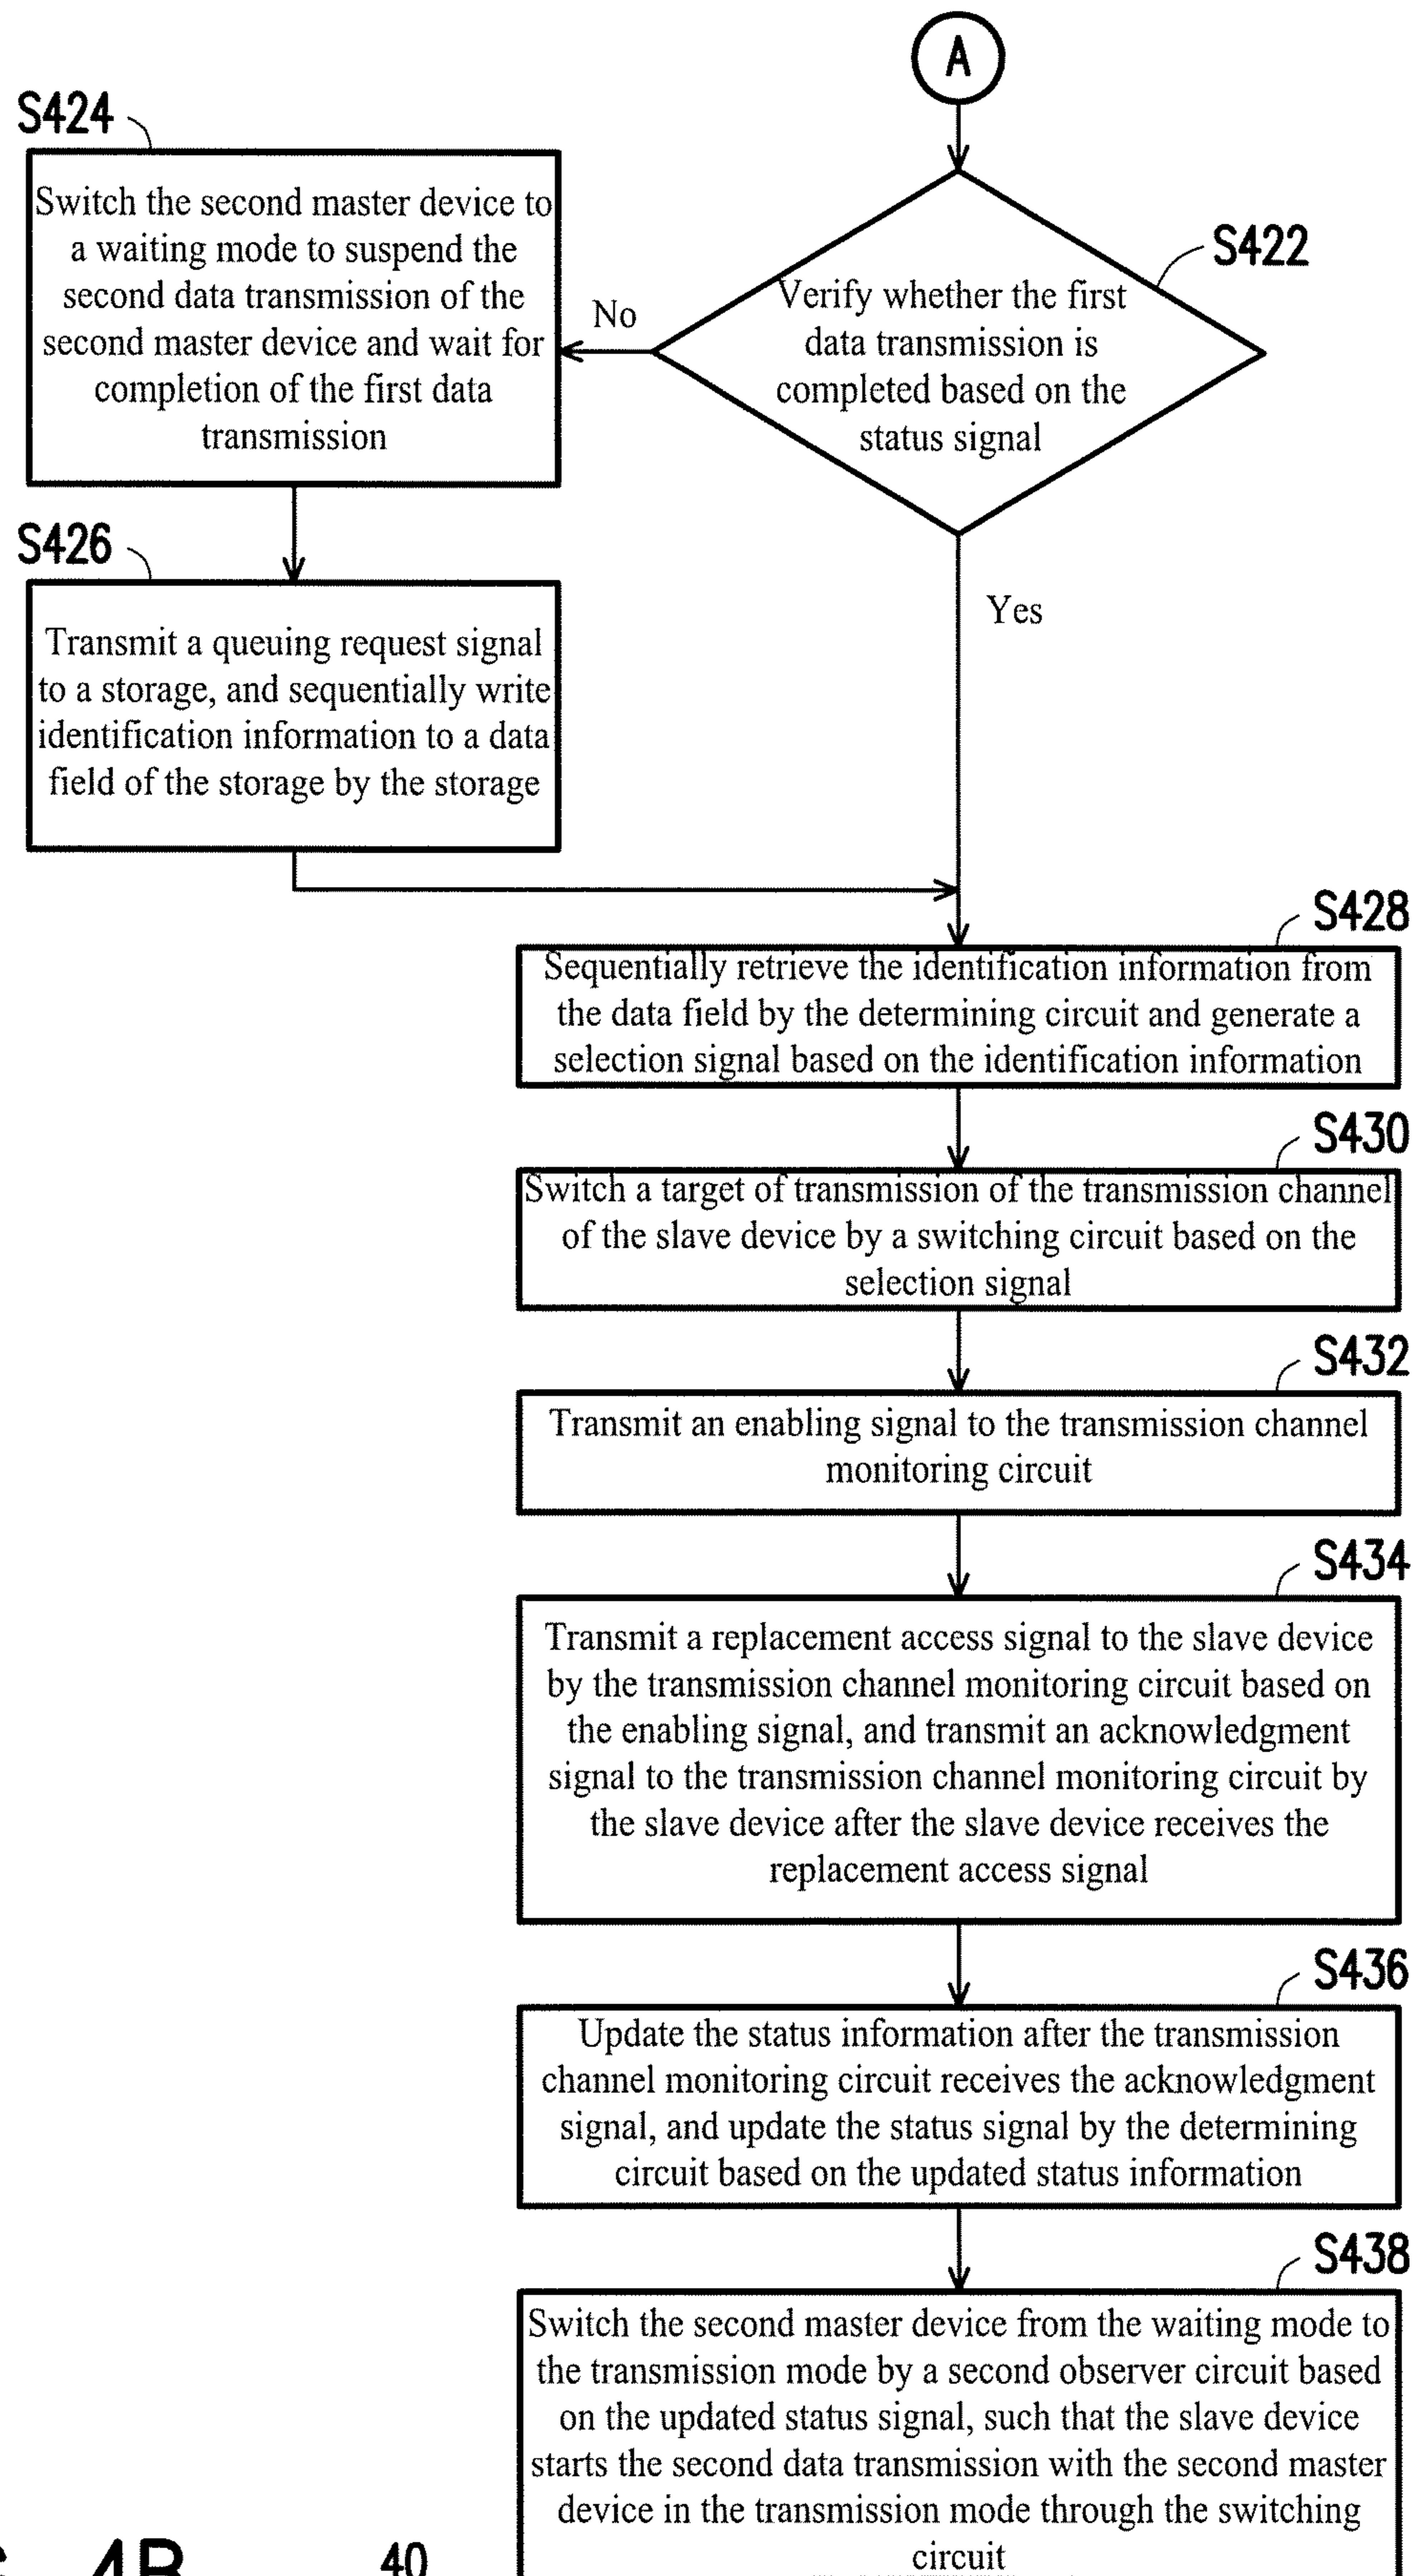 A
S424
Switch the second master device to
a waiting mode to suspend the
second data transmission of the
second master device and wait for
completion of the first data
transmission
S422
Verify whether the first
data transmission is
completed based on the
status signal
No
Yes
S426
Transmit a queuing request signal
to a storage, and sequentially write
identification information to a data
field of the storage by the storage
S428
Sequentially retrieve the identification information from
the data field by the determining circuit and generate a
selection signal based on the identification information
S430
Switch a target of transmission of the transmission channel
of the slave device by a switching circuit based on the
selection signal
S432
Transmit an enabling signal to the transmission channel
monitoring circuit
S434
Transmit a replacement access signal to the slave device
by the transmission channel monitoring circuit based on
the enabling signal, and transmit an acknowledgment
signal to the transmission channel monitoring circuit by
the slave device after the slave device receives the
replacement access signal
S436
Update the status information after the transmission
channel monitoring circuit receives the acknowledgment
signal, and update the status signal by the determining
circuit based on the updated status information
S438
Switch the second master device from the waiting mode to
the transmission mode by a second observer circuit based
on the updated status signal, such that the slave device
starts the second data transmission with the second master
device in the transmission mode through the switching
circuit
4B
40